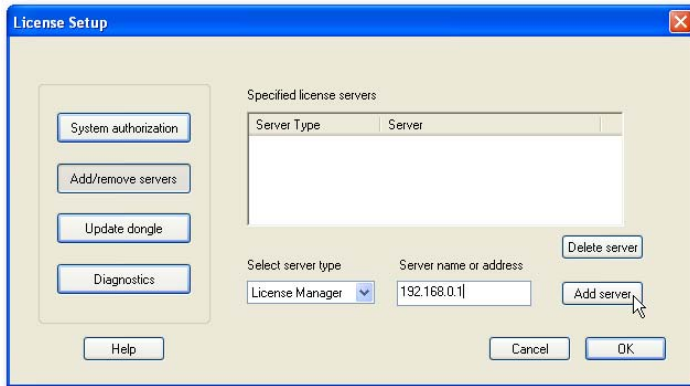 License Setup
Specified license servers
System authorization
Server Type Server
Add/remove servers
Update dongle
Delete server
Select server type Server name or address
Diagnostics
License Manager 192.168.0.1 Add server
Help Cancel OK